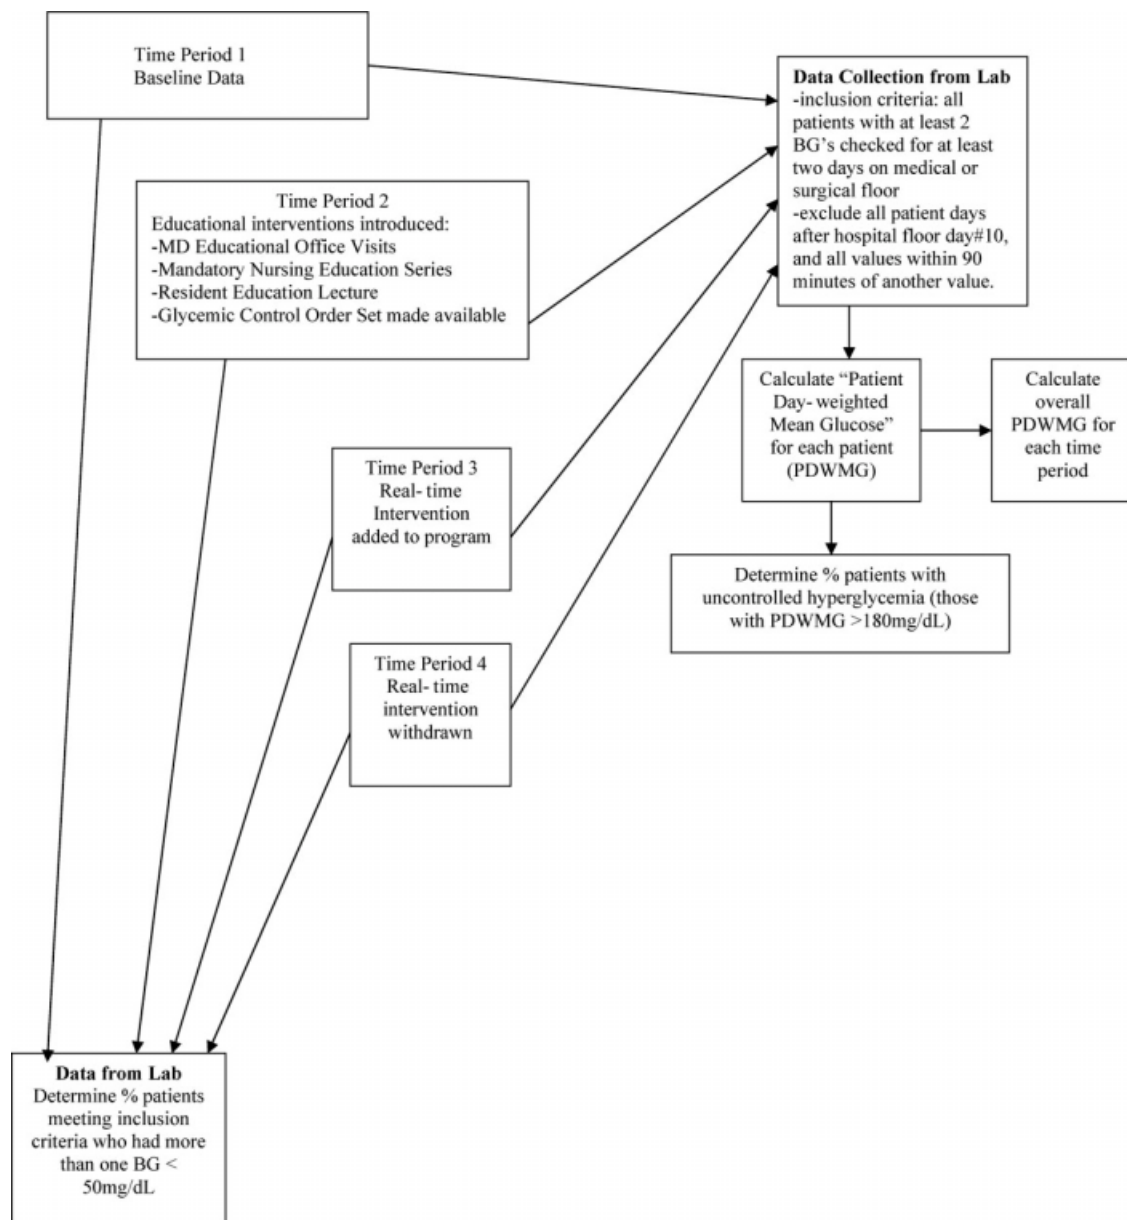 Time Period 1
Baseline Data
Data Collection from Lab
-inclusion criteria: all
patients with at least 2
BG's checked for at least
two days on medical or
surgical floor
-exclude all patient days
after hospital floor day#10,
and all values within 90
minutes of another value.
Time Period 2
Educational interventions introduced:
-MD Educational Office Visits
-Mandatory Nursing Education Series
-Resident Education Lecture
-Glycemic Control Order Set made available
Calculate “Patient
Day- weighted
Mean Glucose”
for each patient
(PDWMG)
Calculate
overall
PDWMG for
each time
period
Time Period 3
Real- time
Intervention
added to program
Determine % patients with
uncontrolled hyperglycemia (those
with PDWMG >180mg/dL)
Time Period 4
Real- time
intervention
withdrawn
Data from Lab
Determine % patients
meeting inclusion
criteria who had more
than one BG <
50mg/dL